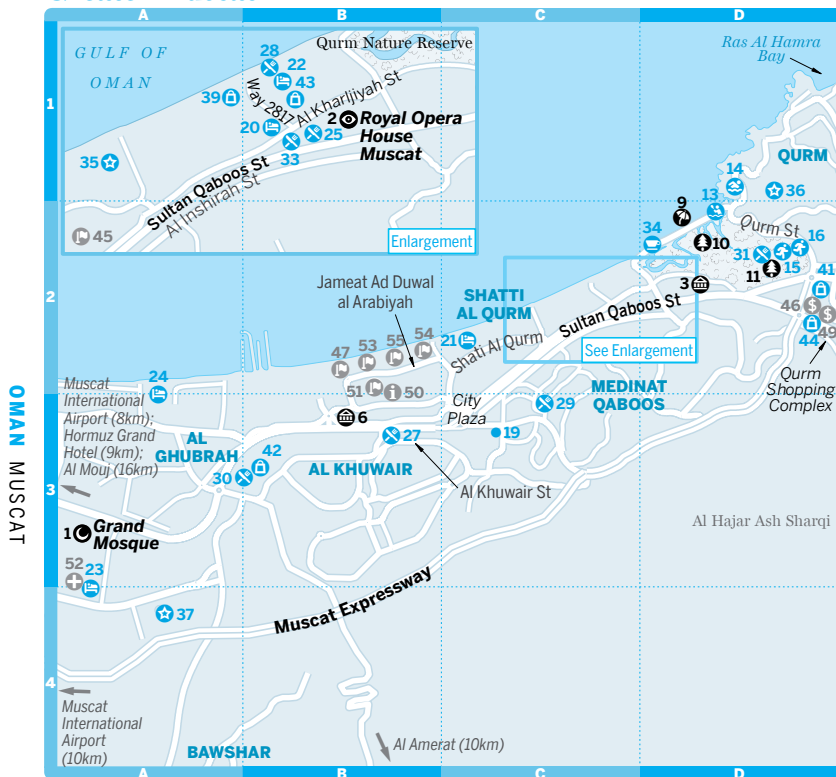 A
B
C
D
GULF OF
OMAN
Qurm Nature Reserve
28
22
43
39
Way 2817
Al Kharljiyah St
20
2
Royal Opera
House
Muscat
25
33
35
Sultan Qaboos St
Al Inshirah St
45
Enlargement
Ras Al Hamra
Bay
1
QURM
14
36
9
13
34
Qurm St
10
31
16
15
11
41
3
2
Jameat Ad Duwal
al Arabiyah
SHATTI
AL QURM
Sultan Qaboos St
46
47
53
55
54
21
Shati Al Qurm
See Enlargement
44
49
24
51
50
City
Plaza
MEDINAT
QABOOS
Qurm
Shopping
Complex
Muscat
International
Airport (8km);
Hormuz Grand
Hotel (9km);
Al Mouj (16km)
6
29
AL
GHUBRAH
42
27
19
30
AL KHUWAIR
Al Khuwair St
3
OMAN MUSCAT
1
Grand
Mosque
Al Hajar Ash Sharqi
52
23
37
Muscat Expressway
4
Muscat
International
Airport
(10km)
BAWSHAR
Al Amerat (10km)
A
B
C
D